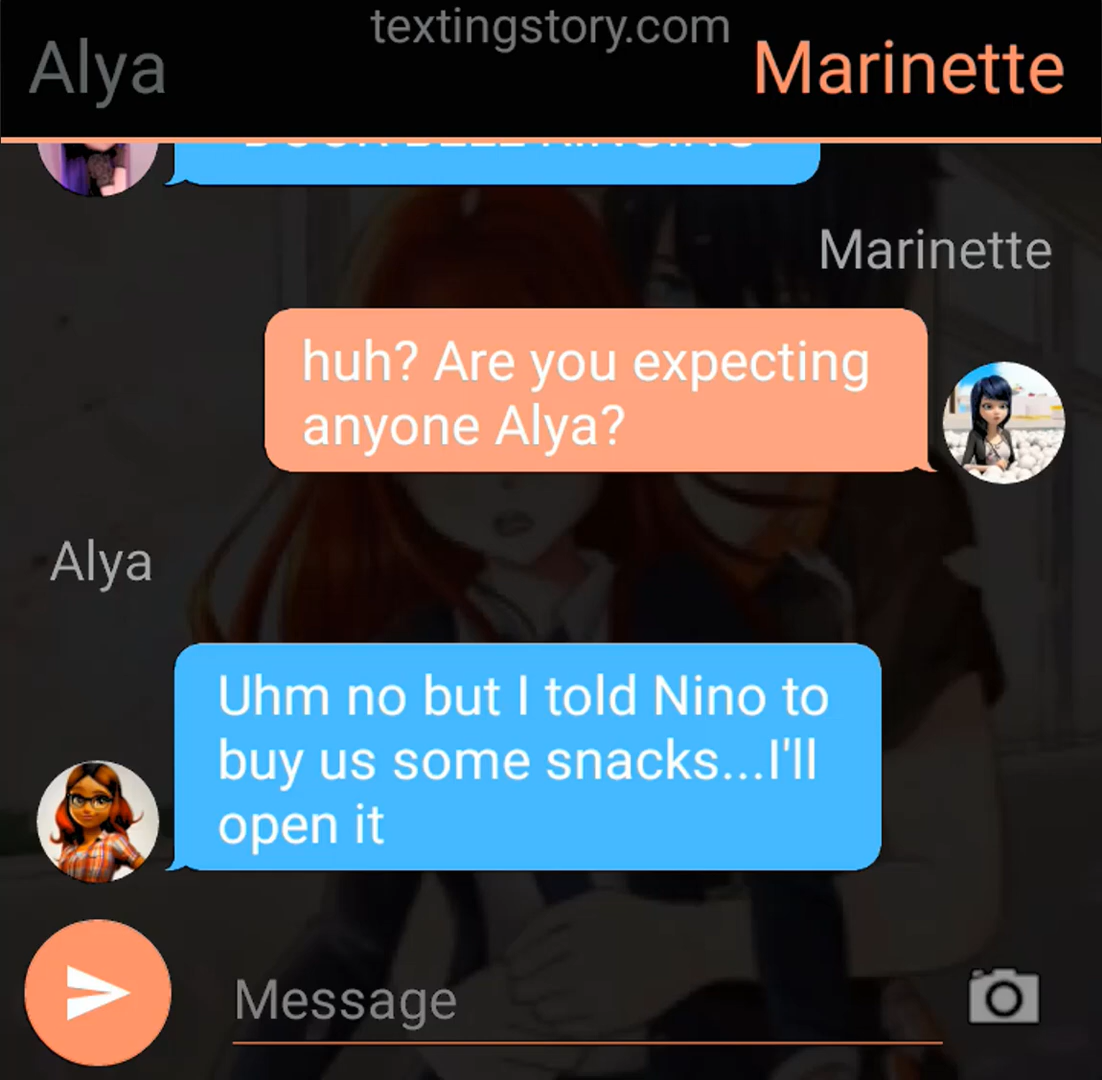 textingstory.com
Alya
Marinette
Marinette
huh? Are you expecting
anyone Alya?
Alya
Uhm no but I told Nino to
buy us some snacks...I'll
open it
Message